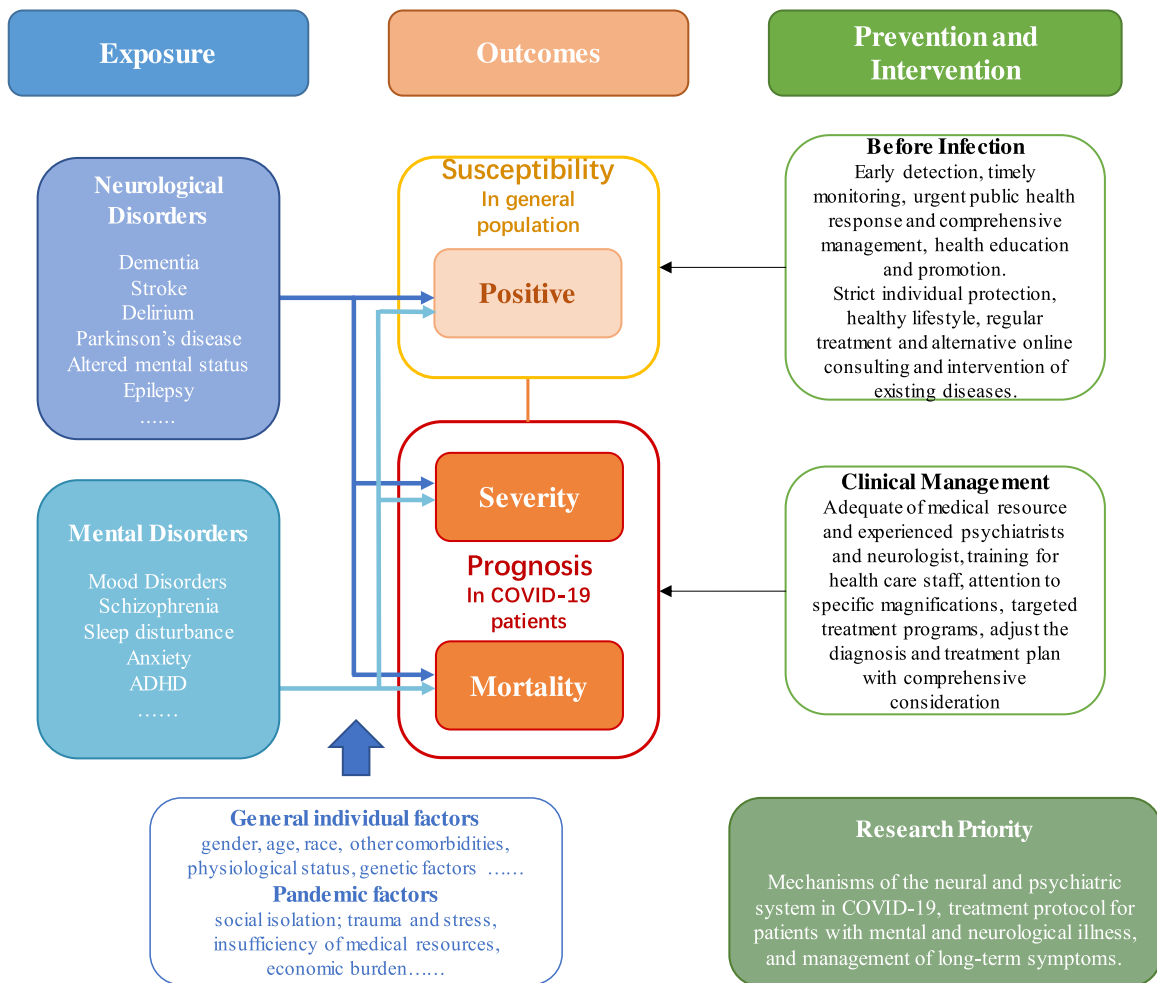 Exposure
Outcomes
Prevention and
Intervention
Neurological
Disorders
Dementia
Stroke
Delirium
Parkinson's disease
Altered mental status
Epilepsy
……
Mental Disorders
Mood Disorders
Schizophrenia
Sleep disturbance
Anxiety
ADHD
……
Susceptibility
In general
population
Positive
Severity
Prognosis
In COVID-19
patients
Mortality
Before Infection
Early detection, timely
monitoring, urgent public health
response and comprehensive
management, health education
and promotion.
Strict individual protection,
healthy lifestyle, regular
treatment and alternative online
consulting and intervention of
existing diseases.
Clinical Management
Adequate of medical resource
and experienced psychiatrists
and neurologist, training for
health care staff, attention to
specific magnifications, targeted
treatment programs, adjust the
diagnosis and treatment plan
with comprehensive
consideration
General individual factors
gender, age, race, other comorbidities,
physiological status, genetic factors ……
Pandemic factors
social isolation; trauma and stress,
insufficiency of medical resources,
economic burden……
Research Priority
Mechanisms of the neural and psychiatric
system in COVID-19, treatment protocol for
patients with mental and neurological illness,
and management of long-term symptoms.